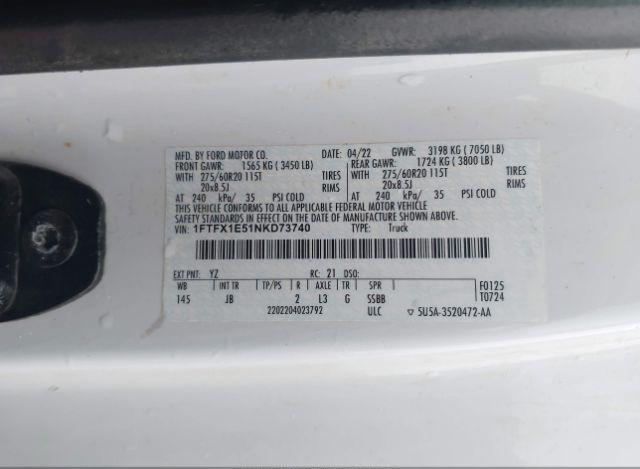 MFD. BY FORD MOTOR CO. DATE: 04/22 GVWR: 3198 KG ( 7050 LB)
FRONT GAWR: 1565 KG ( 3450 LB) REAR GAWR: 1724 KG ( 3800 LB)
WITH 275/60R20 115T TIRES WITH 275/60R20 115T TIRES
20x8.5J RIMS 20x8.5J RIMS
AT 240 kPa/ 35 PSI COLD AT 240 kPa/ 35 PSI COLD
THIS VEHICLE CONFORMS TO ALL APPLICABLE FEDERAL MOTOR VEHICLE
SAFETY STANDARDS IN EFFECT ON THE DATE OF MANUFACTURE SHOWN ABOVE.
VIN: 1FTFX1E51NKD73740 TYPE: Truck
EXT PNT: YZ RC: 21 DSO:
WB INT TR TP/PS R AXLE TR SPR F0125
145 JB 2 L3 G SSBB T0724
2202204023792 ULC ▽ 5U5A-3520472-AA